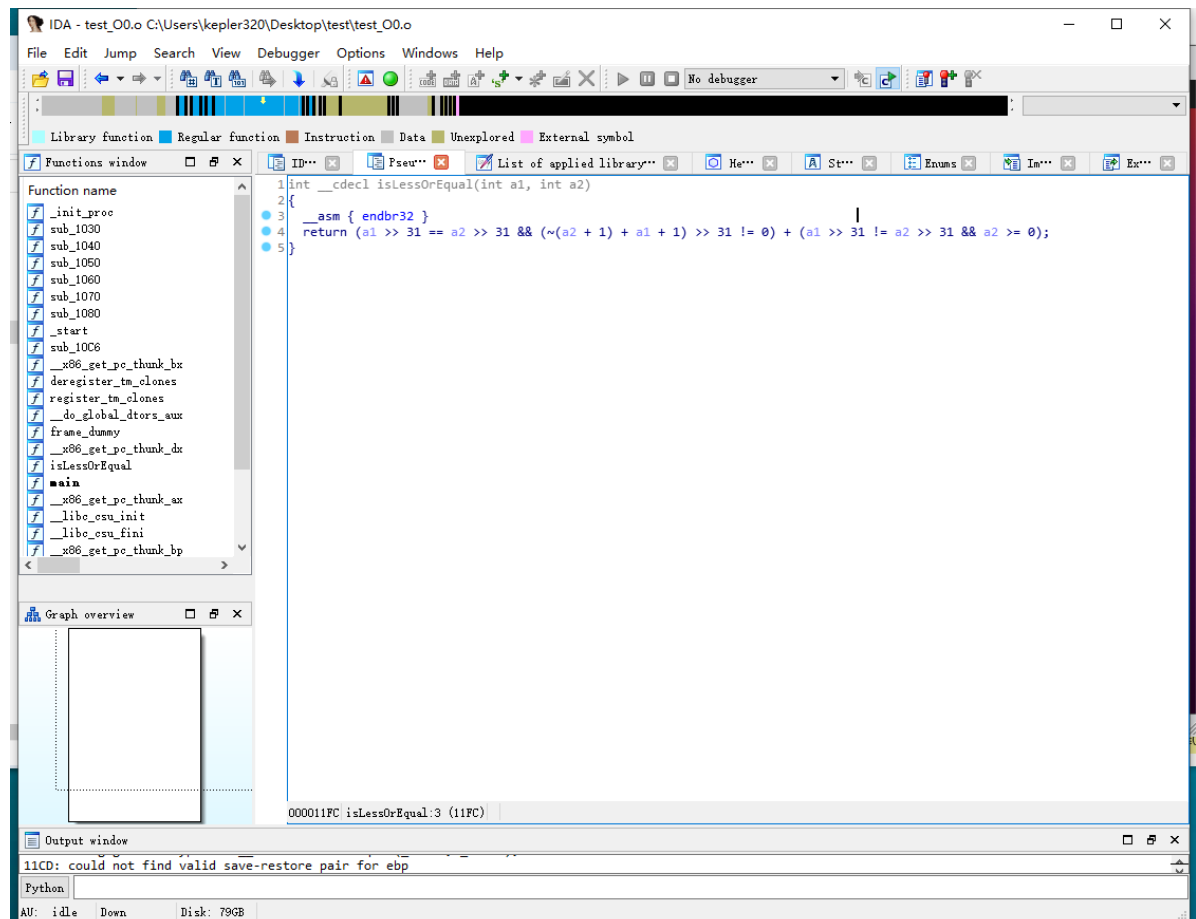 IDA - test_O0.o C:\Users\kepler320\Desktop\test\test_O0.o
File Edit Jump Search View Debugger Options Windows Help
No debugger
Library function Regular function Instruction Data Unexplored External symbol
Functions window
ID··· Pseu··· List of applied library··· He··· St··· Enums Im··· Ex···
Function name
_init_proc
sub_1030
sub_1040
sub_1050
sub_1060
sub_1070
sub_1080
_start
sub_10C6
__x86_get_pc_thunk_bx
deregister_tm_clones
register_tm_clones
__do_global_dtors_aux
frame_dummy
__x86_get_pc_thunk_dx
isLessOrEqual
main
__x86_get_pc_thunk_ax
__libc_csu_init
__libc_csu_fini
__x86_get_pc_thunk_bp
1 int __cdecl isLessOrEqual(int a1, int a2)
2 {
3 __asm { endbr32 }
4 return (a1 >> 31 == a2 >> 31 && (~(a2 + 1) + a1 + 1) >> 31 != 0) + (a1 >> 31 != a2 >> 31 && a2 >= 0);
5 }
Graph overview
000011FC isLessOrEqual:3 (11FC)
Output window
11CD: could not find valid save-restore pair for ebp
Python
AU: idle Down Disk: 79GB